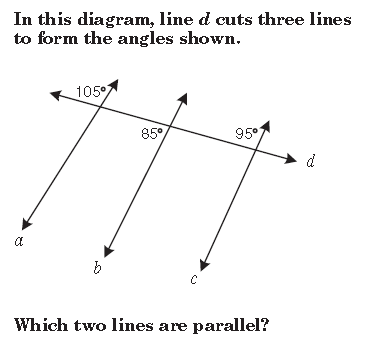 In this diagram, line d cuts three lines
to form the angles shown.
105°
85°
95°
d
a
b
c
Which two lines are parallel?